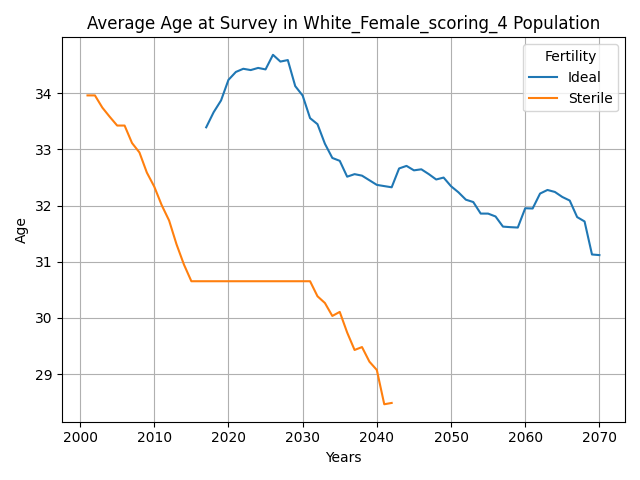 Average Age at Survey in White_Female_scoring_4 Population
Fertility
Ideal
Sterile
Age
34
33
32
31
30
29
2000 2010 2020 2030 2040 2050 2060 2070
Years